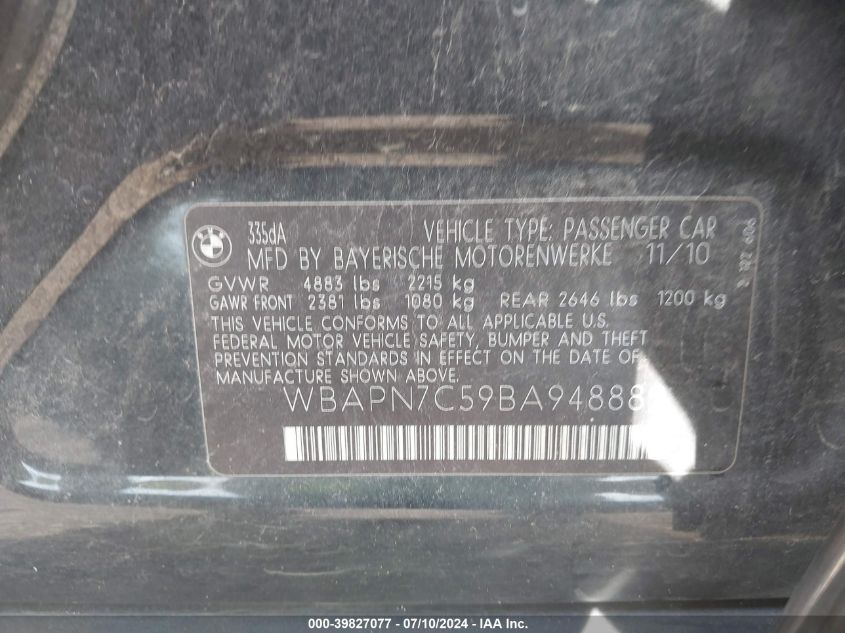 BMW
335dA VEHICLE TYPE: PASSENGER CAR
MFD BY BAYERISCHE MOTORENWERKE 11/10
GVWR 4883 lbs 2215 kg
GAWR FRONT 2381 lbs 1080 kg REAR 2646 lbs 1200 kg
THIS VEHICLE CONFORMS TO ALL APPLICABLE U.S.
FEDERAL MOTOR VEHICLE SAFETY, BUMPER AND THEFT
PREVENTION STANDARDS IN EFFECT ON THE DATE OF
MANUFACTURE SHOWN ABOVE.
WBAPN7C59BA94888
000-39827077 - 07/10/2024 - IAA Inc.